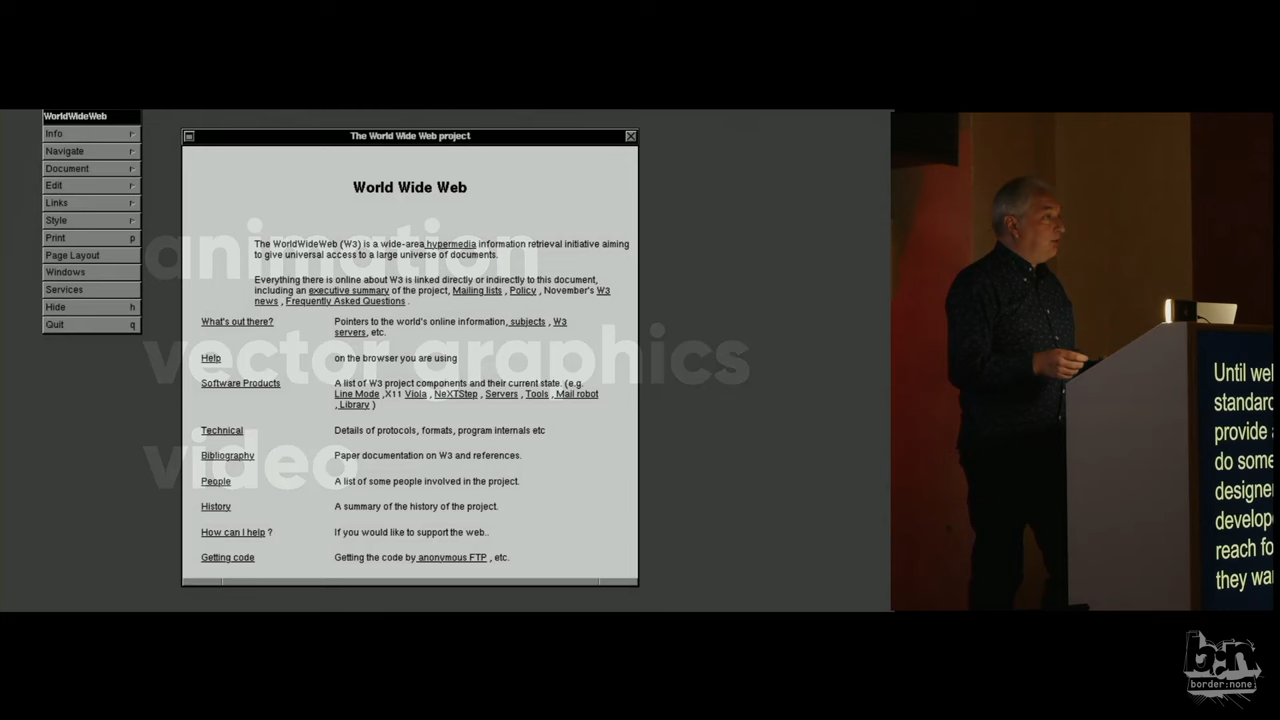 WorldWideWeb
Info
Navigate
Document
Edit
Links
Style
Print p
Page Layout
Windows
Services
Hide h
Quit q
The World Wide Web project
World Wide Web
The WorldWideWeb (W3) is a wide-area hypermedia information retrieval initiative aiming
to give universal access to a large universe of documents.
Everything there is online about W3 is linked directly or indirectly to this document,
including an executive summary of the project, Mailing lists , Policy , November's W3
news , Frequently Asked Questions .
What's out there? Pointers to the world's online information, subjects , W3
servers, etc.
Help on the browser you are using
Software Products A list of W3 project components and their current state. (e.g.
Line Mode ,X11 Viola , NeXTStep , Servers , Tools , Mail robot
, Library )
Technical Details of protocols, formats, program internals etc
Bibliography Paper documentation on W3 and references.
People A list of some people involved in the project.
History A summary of the history of the project.
How can I help ? If you would like to support the web..
Getting code Getting the code by anonymous FTP , etc.
animation
vector graphics
video
Until we
standard
provide
do some
designe
develop
reach fo
they wa
b:n
border:none_